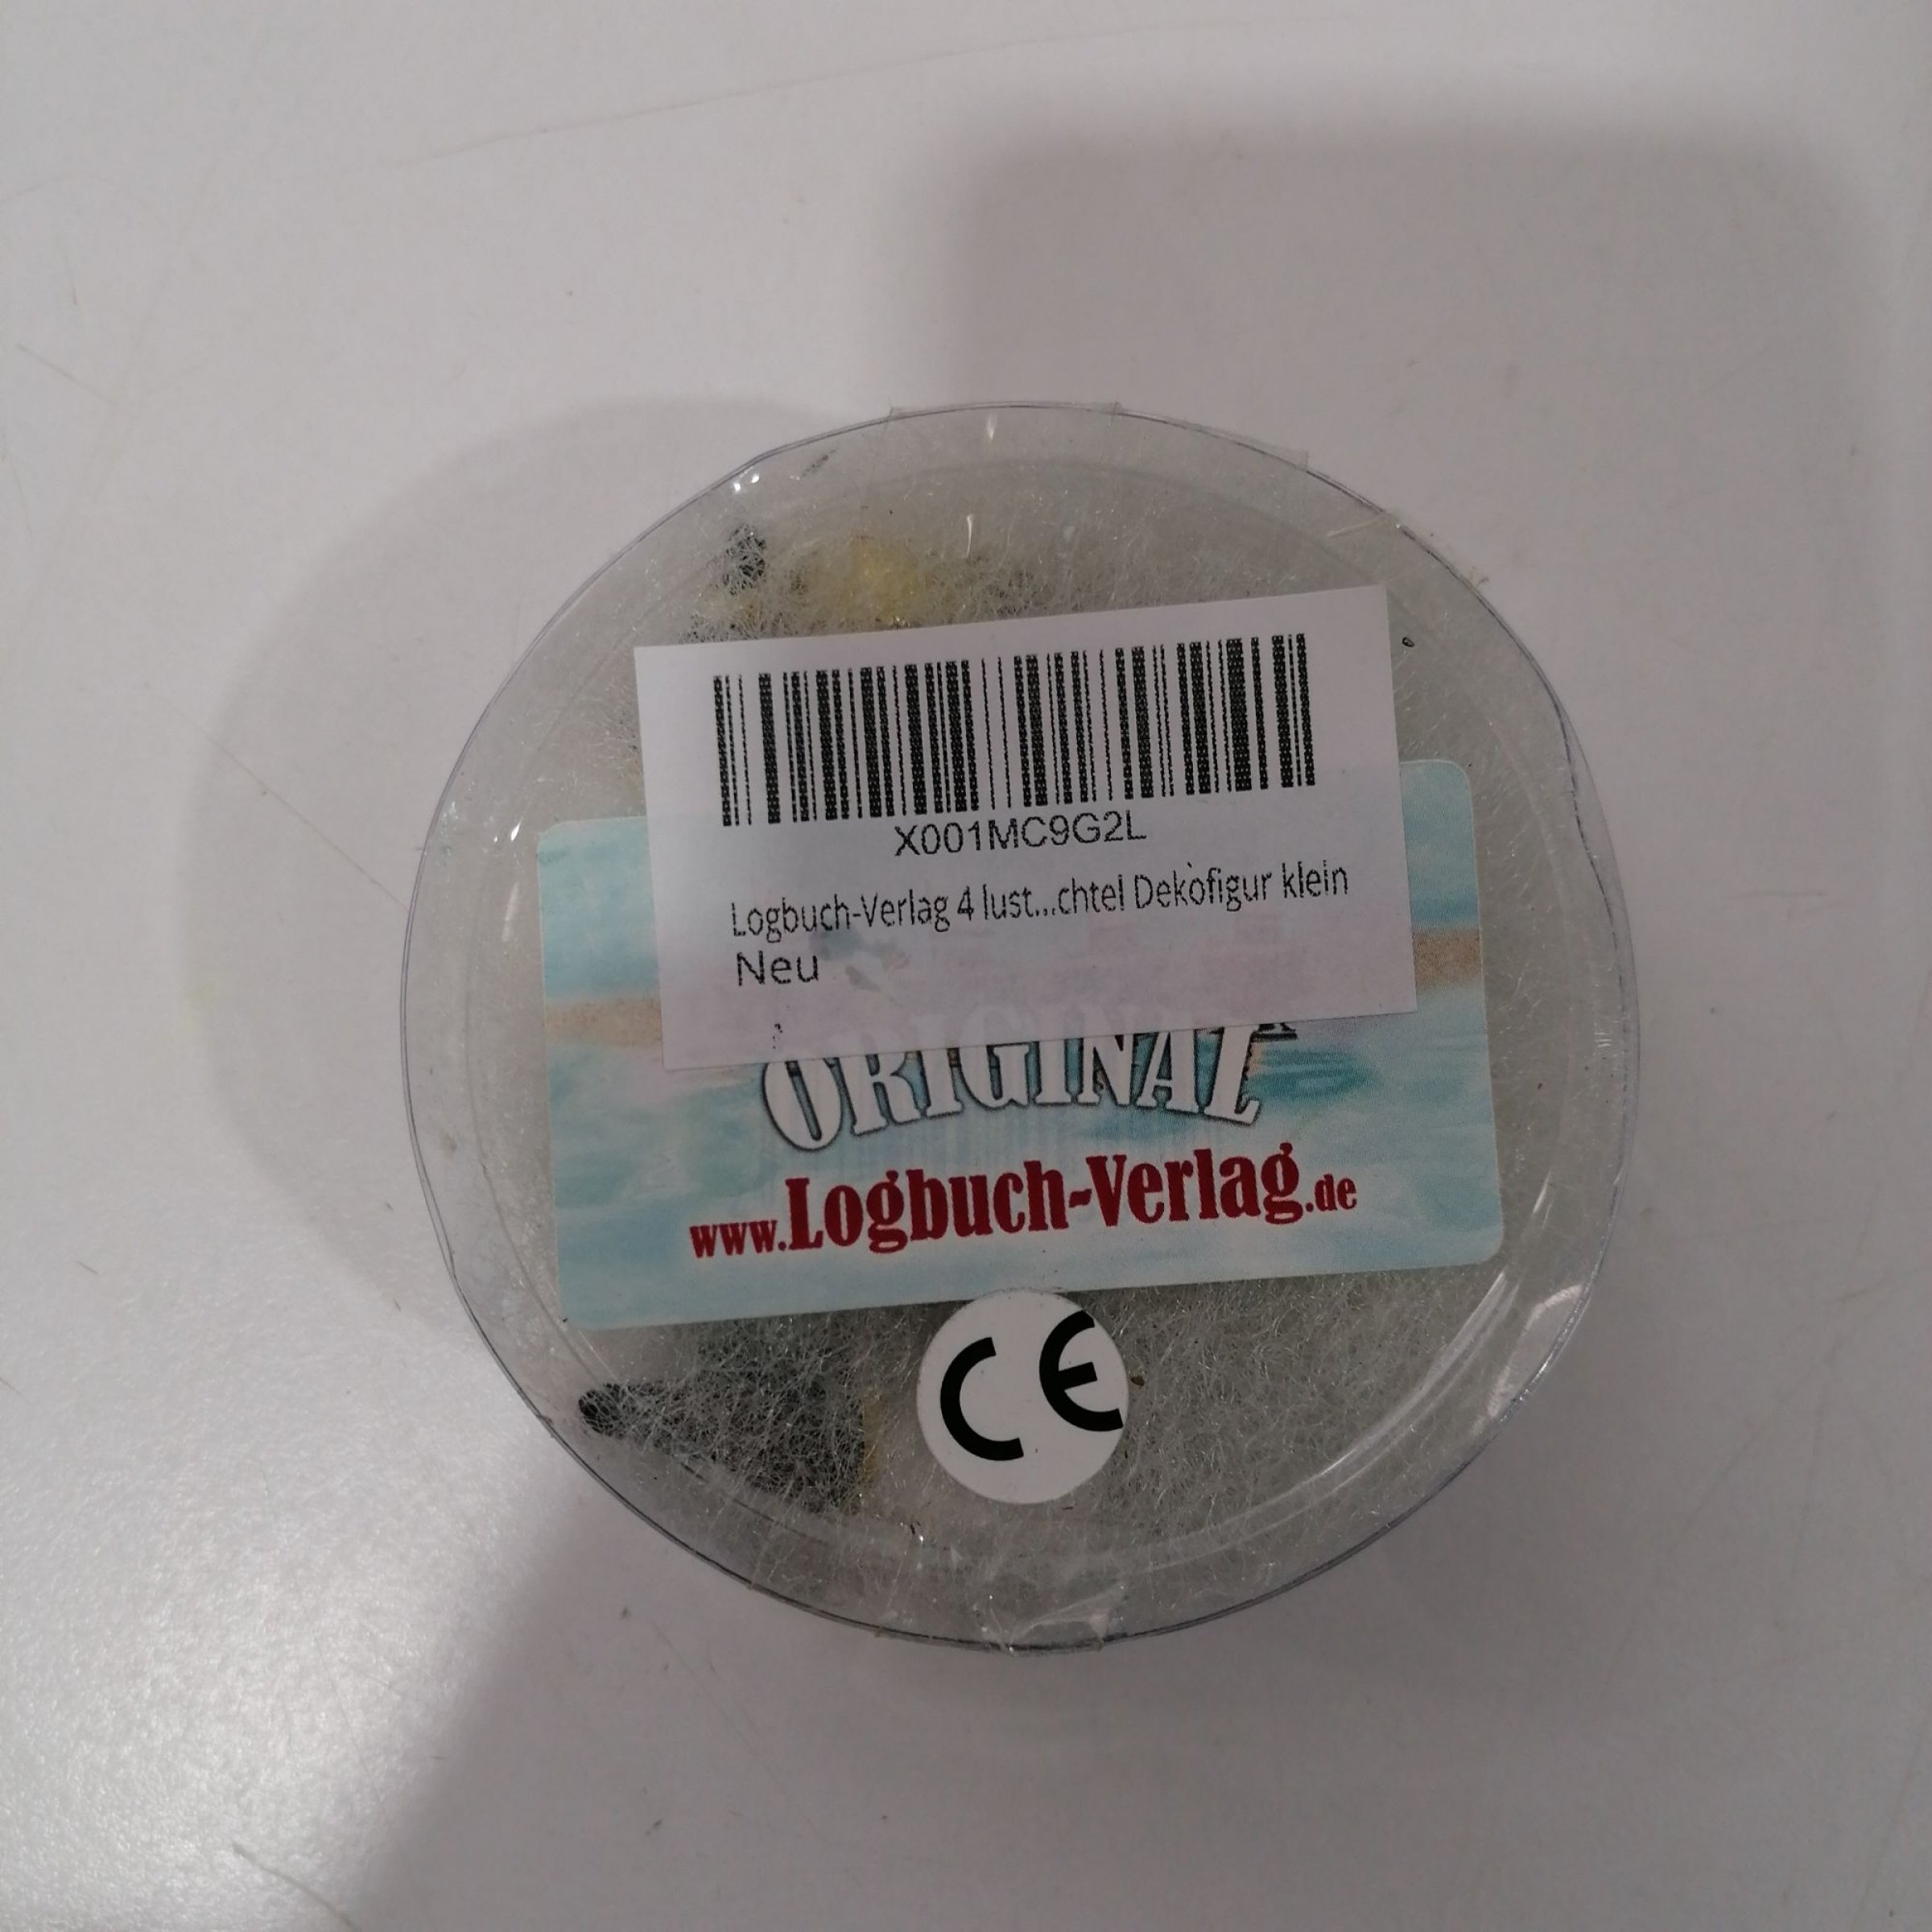 X001MC9G2L
Logbuch-Verlag 4 lust...chtel Dekofigur klein
Neu
ORIGINAL
www.Logbuch-Verlag.de
CE